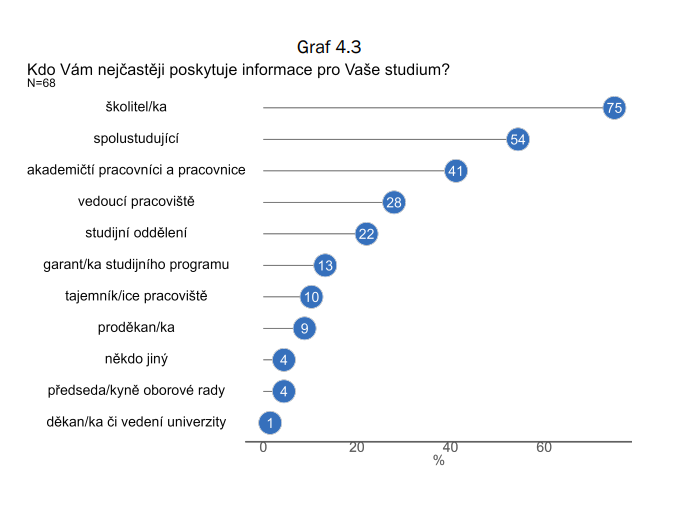 Graf 4.3
Kdo Vám nejčastěji poskytuje informace pro Vaše studium?
N=68
školitel/ka 75
spolustudující 54
akademičtí pracovníci a pracovnice 41
vedoucí pracoviště 28
studijní oddělení 22
garant/ka studijního programu 13
tajemník/ice pracoviště 10
proděkan/ka 9
někdo jiný 4
předseda/kyně oborové rady 4
děkan/ka či vedení univerzity 1
0 20 40 60
%